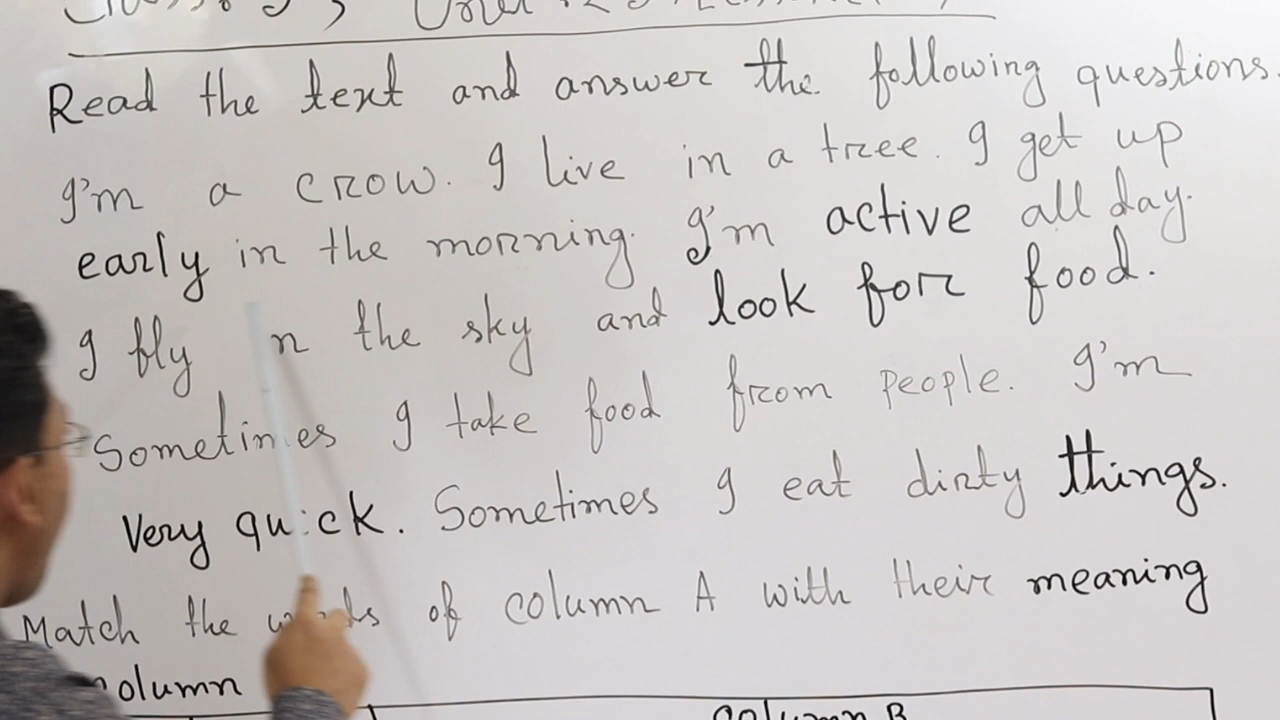 Read the text and answer the following questions.
I'm a crow. I live in a tree. I get up
early in the morning. I'm active all day.
I fly in the sky and look for food.
Sometimes I take food from people. I'm
Very quick. Sometimes I eat dirty things.
Match the words of column A with their meaning
column
Column B